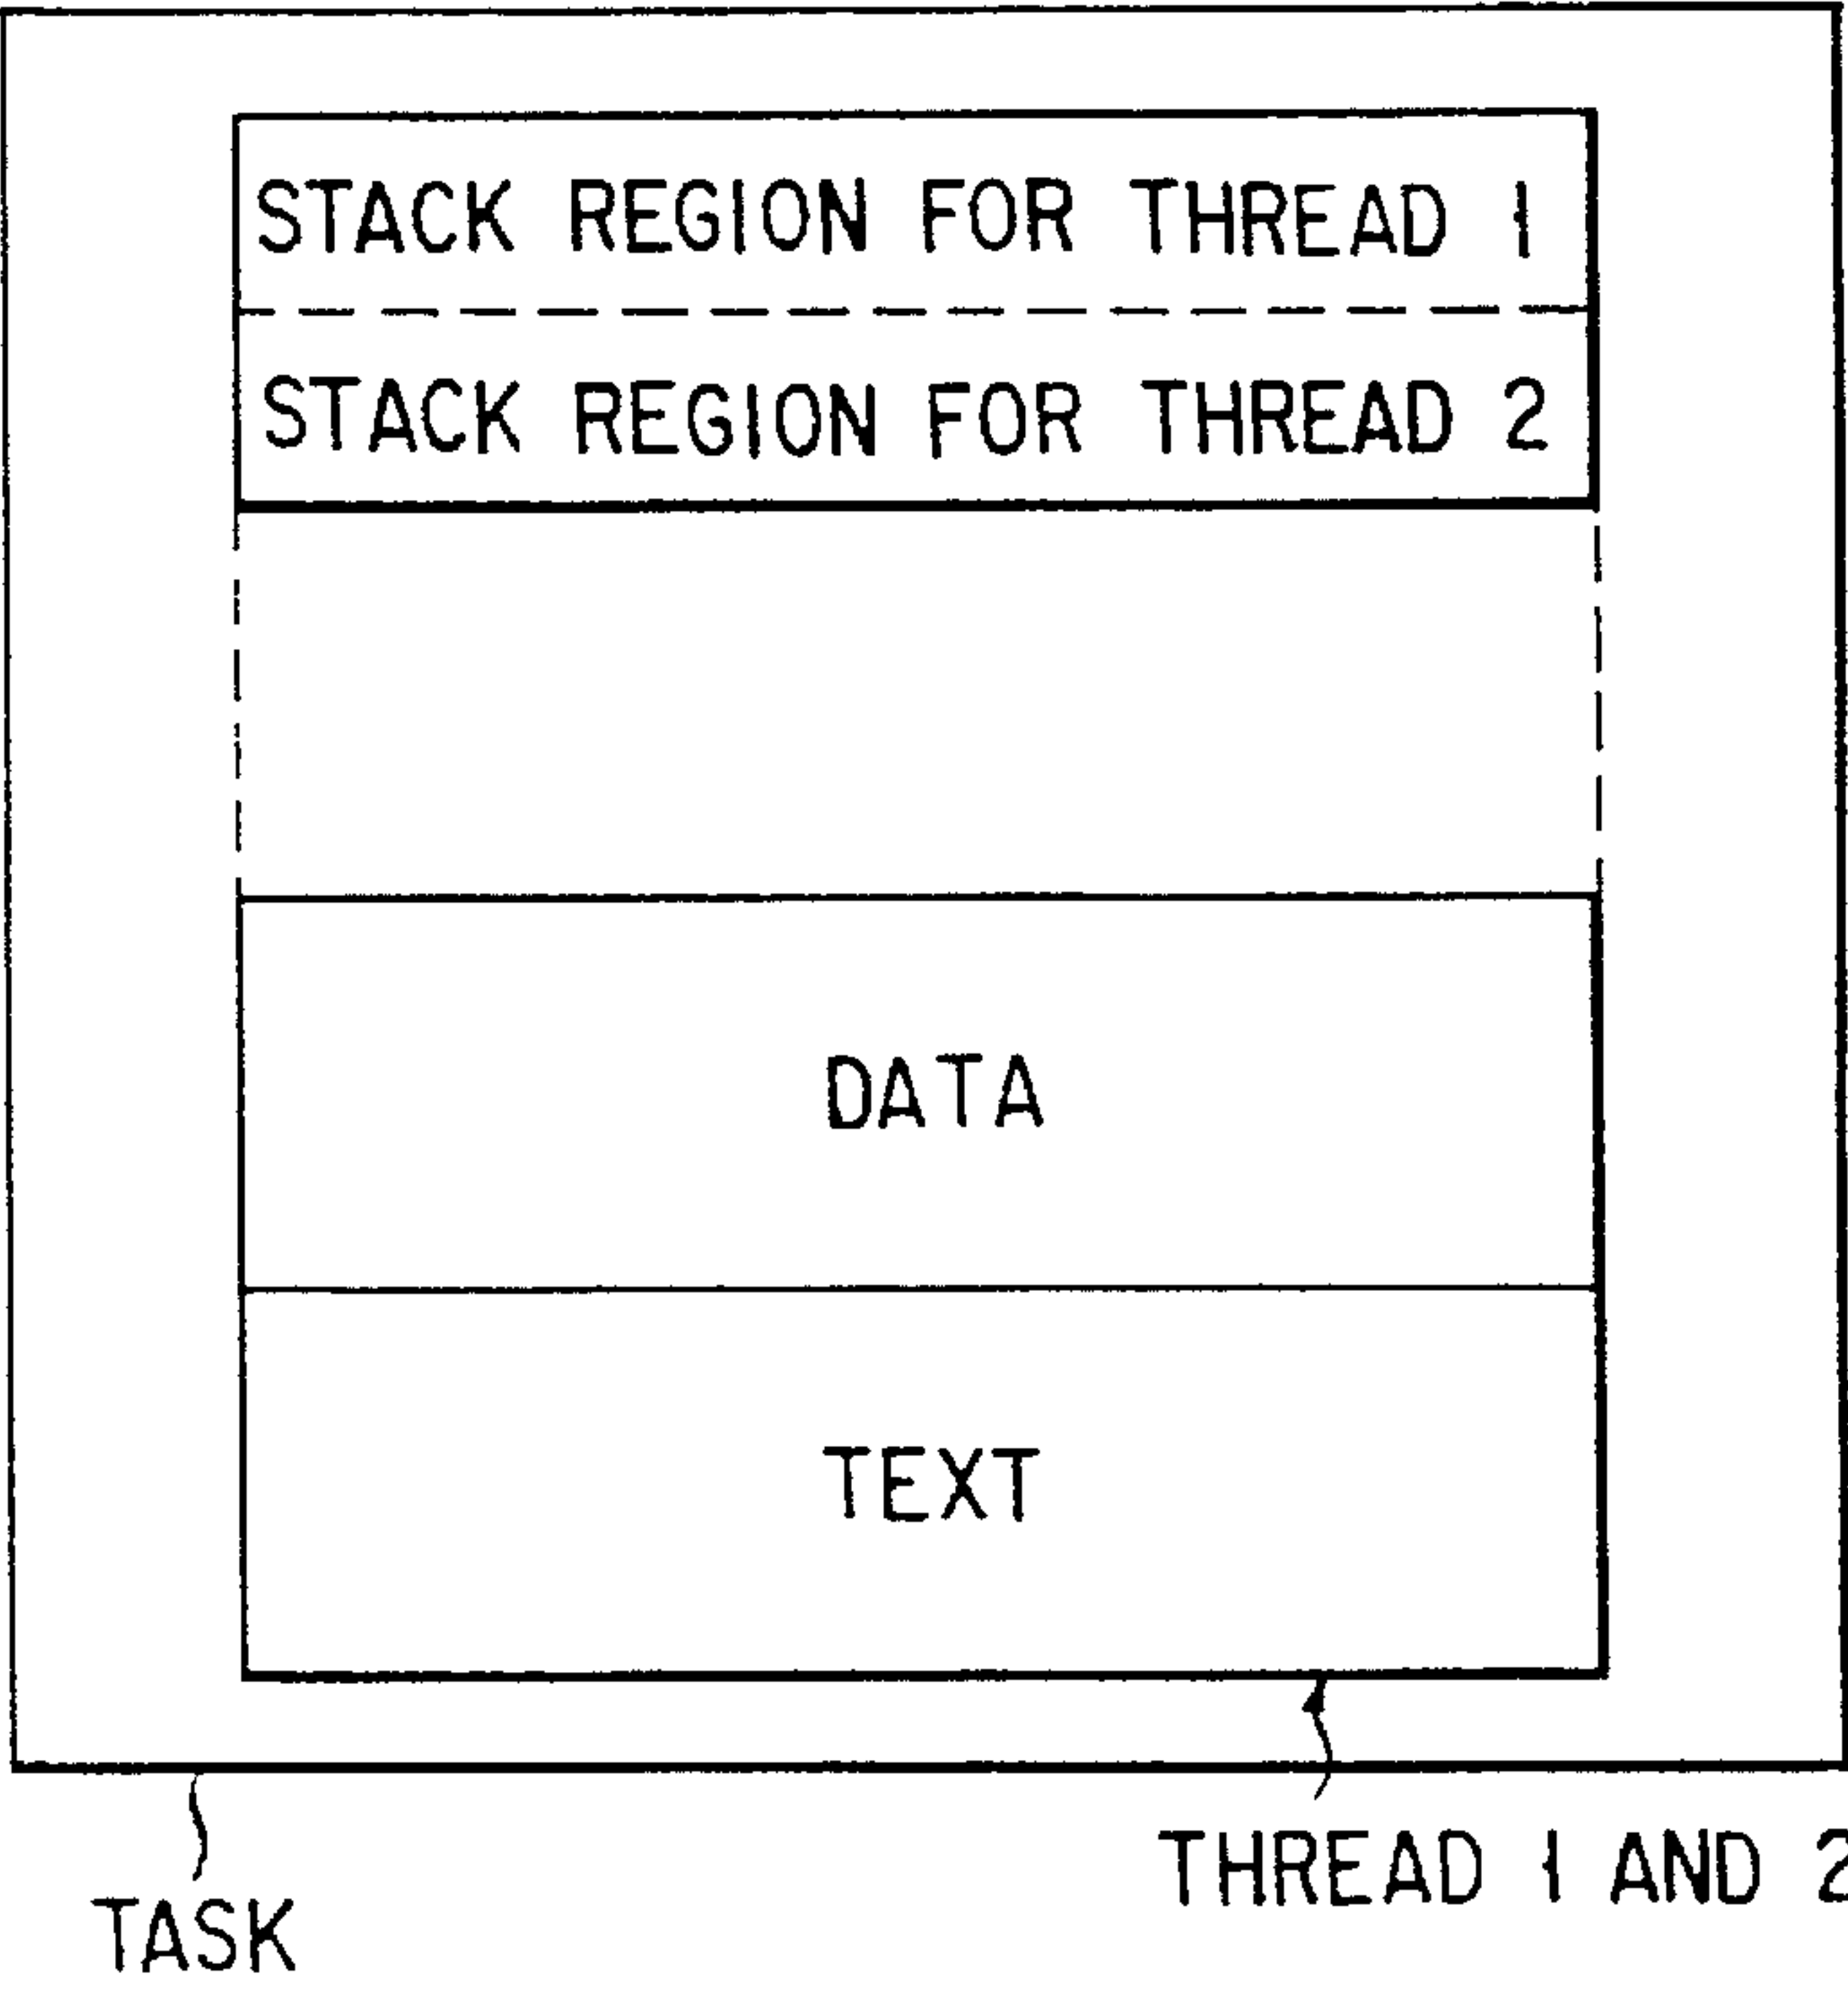 STACK REGION FOR THREAD 1
STACK REGION FOR THREAD 2
DATA
TEXT
THREAD 1 AND 2
TASK